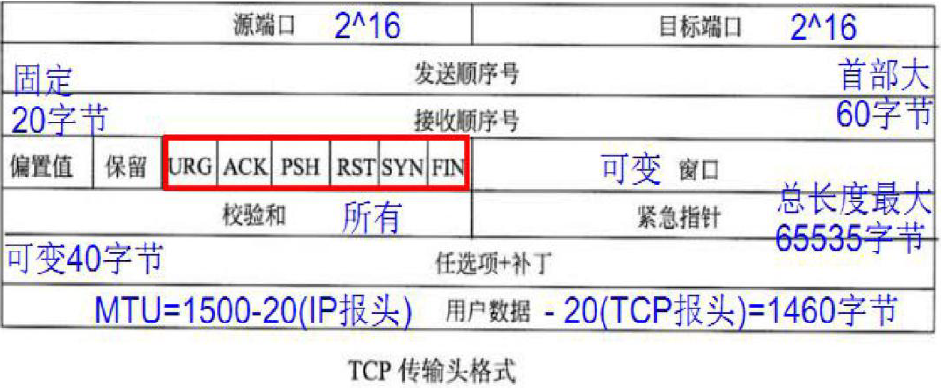 源端口 2^16 目标端口 2^16
固定 发送顺序号 首部大
20字节 接收顺序号 60字节
偏置值 保留 URG ACK PSH RST SYN FIN 可变 窗口
校验和 所有 紧急指针 总长度最大
65535字节
可变40字节 任选项+补丁
MTU=1500-20(IP报头) 用户数据 - 20(TCP报头)=1460字节
TCP 传输头格式